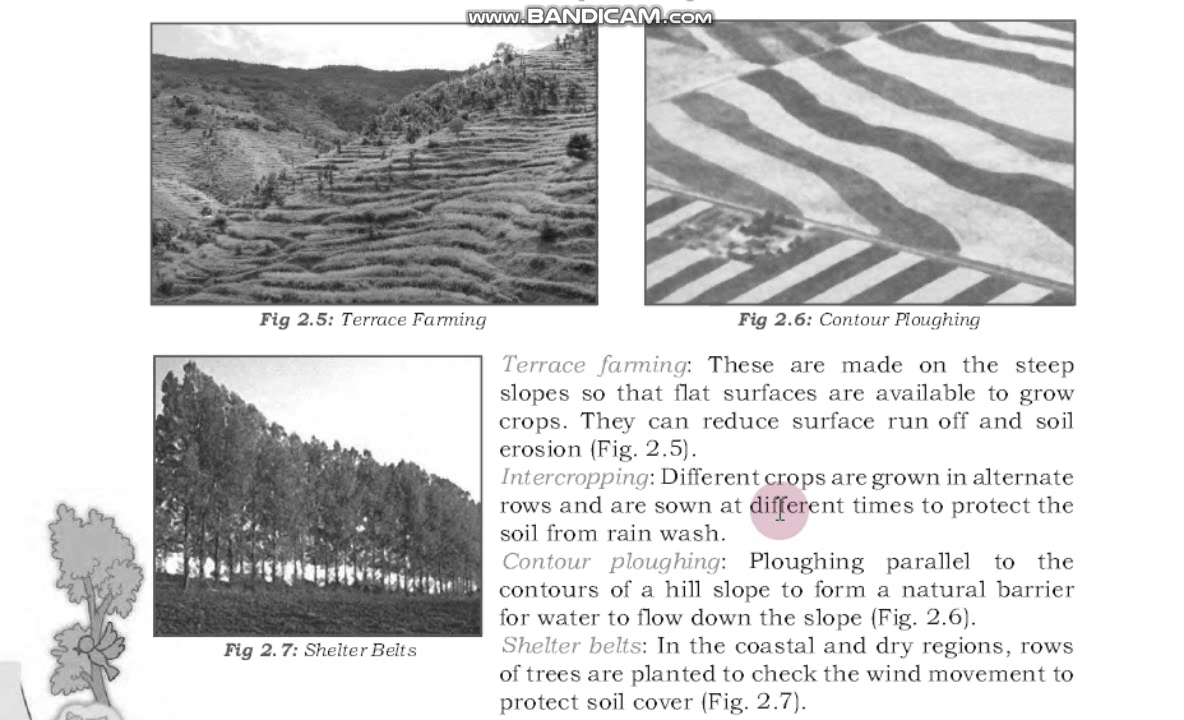 www.BANDICAM.com
Fig 2.5: Terrace Farming
Fig 2.6: Contour Ploughing
Terrace farming: These are made on the steep
slopes so that flat surfaces are available to grow
crops. They can reduce surface run off and soil
erosion (Fig. 2.5).
Intercropping: Different crops are grown in alternate
rows and are sown at different times to protect the
soil from rain wash.
Contour ploughing: Ploughing parallel to the
contours of a hill slope to form a natural barrier
for water to flow down the slope (Fig. 2.6).
Shelter belts: In the coastal and dry regions, rows
of trees are planted to check the wind movement to
protect soil cover (Fig. 2.7).
Fig 2.7: Shelter Belts